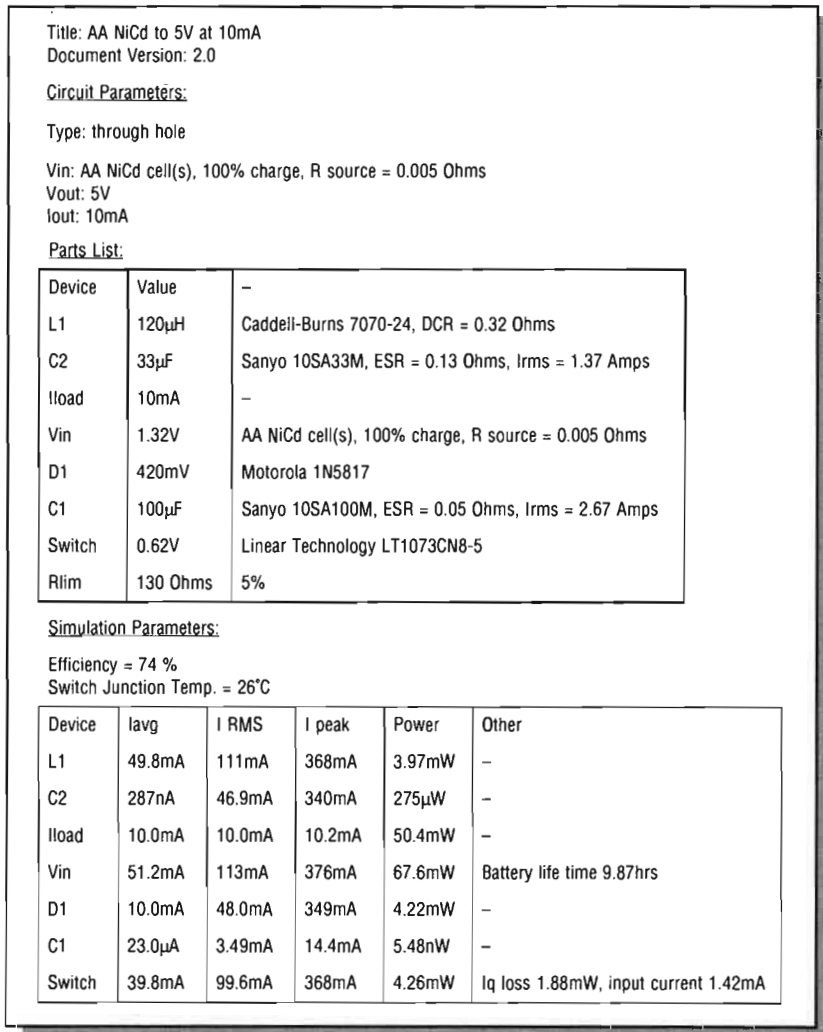 Title: AA NiCd to 5V at 10mA
Document Version: 2.0
Circuit Parameters:
Type: through hole
Vin: AA NiCd cell(s), 100% charge, R source = 0.005 Ohms
Vout: 5V
Iout: 10mA
Parts List:
Device Value –
L1 120µH Caddell-Burns 7070-24, DCR = 0.32 Ohms
C2 33µF Sanyo 10SA33M, ESR = 0.13 Ohms, Irms = 1.37 Amps
Iload 10mA –
Vin 1.32V AA NiCd cell(s), 100% charge, R source = 0.005 Ohms
D1 420mV Motorola 1N5817
C1 100µF Sanyo 10SA100M, ESR = 0.05 Ohms, Irms = 2.67 Amps
Switch 0.62V Linear Technology LT1073CN8-5
Rlim 130 Ohms 5%
Simulation Parameters:
Efficiency = 74 %
Switch Junction Temp. = 26°C
Device Iavg I RMS I peak Power Other
L1 49.8mA 111mA 368mA 3.97mW –
C2 287nA 46.9mA 340mA 275µW –
Iload 10.0mA 10.0mA 10.2mA 50.4mW –
Vin 51.2mA 113mA 376mA 67.6mW Battery life time 9.87hrs
D1 10.0mA 48.0mA 349mA 4.22mW –
C1 23.0µA 3.49mA 14.4mA 5.48nW –
Switch 39.8mA 99.6mA 368mA 4.26mW Iq loss 1.88mW, input current 1.42mA